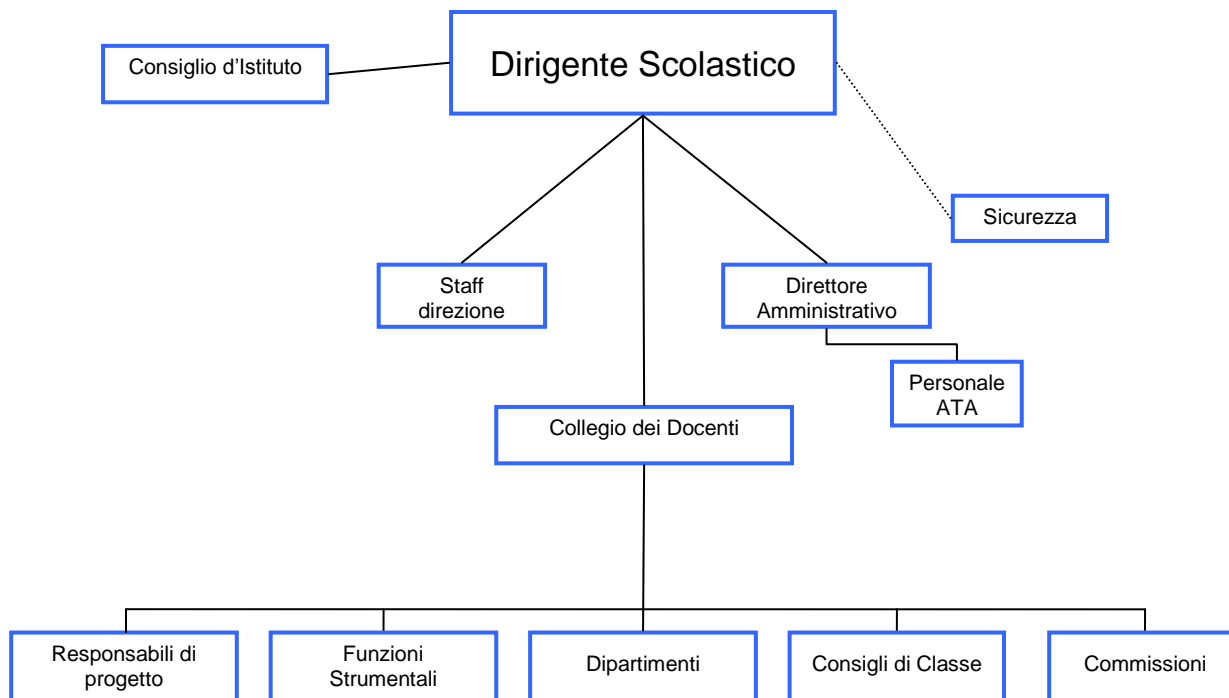 Consiglio d’Istituto
Dirigente Scolastico
Sicurezza
Staff
direzione
Direttore
Amministrativo
Personale
ATA
Collegio dei Docenti
Responsabili di
progetto
Funzioni
Strumentali
Dipartimenti
Consigli di Classe
Commissioni